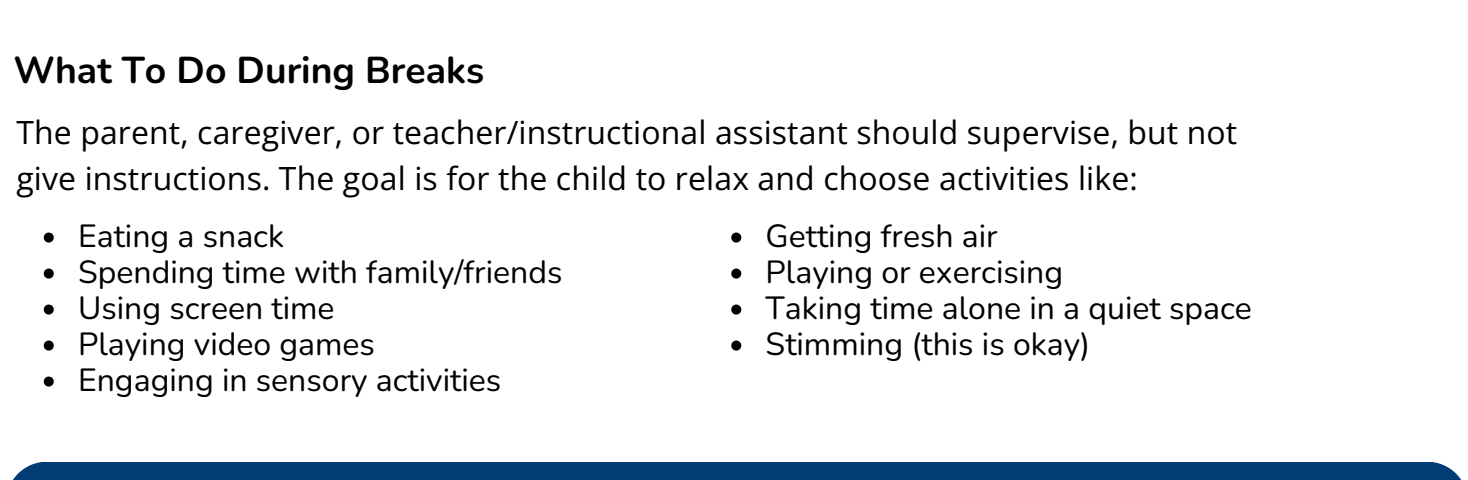 What To Do During Breaks
The parent, caregiver, or teacher/instructional assistant should supervise, but not
give instructions. The goal is for the child to relax and choose activities like:
• Eating a snack
• Spending time with family/friends
• Using screen time
• Playing video games
• Engaging in sensory activities
• Getting fresh air
• Playing or exercising
• Taking time alone in a quiet space
• Stimming (this is okay)